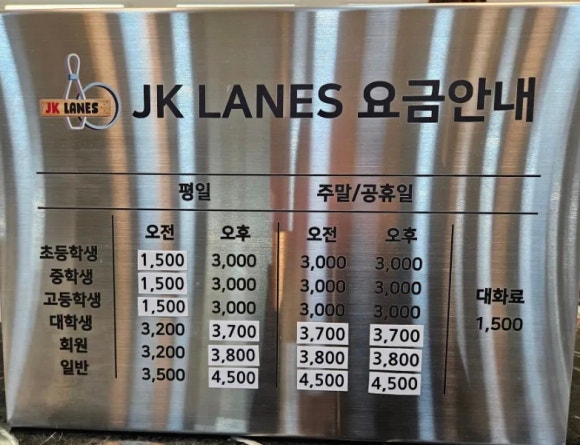 JK LANES
JK LANES 요금안내
평일 주말/공휴일
오전 오후 오전 오후
초등학생 1,500 3,000 3,000 3,000
중학생 1,500 3,000 3,000 3,000
고등학생 1,500 3,000 3,000 3,000
대학생 3,200 3,700 3,700 3,700
회원 3,200 3,800 3,800 3,800
일반 3,500 4,500 4,500 4,500
대화료
1,500